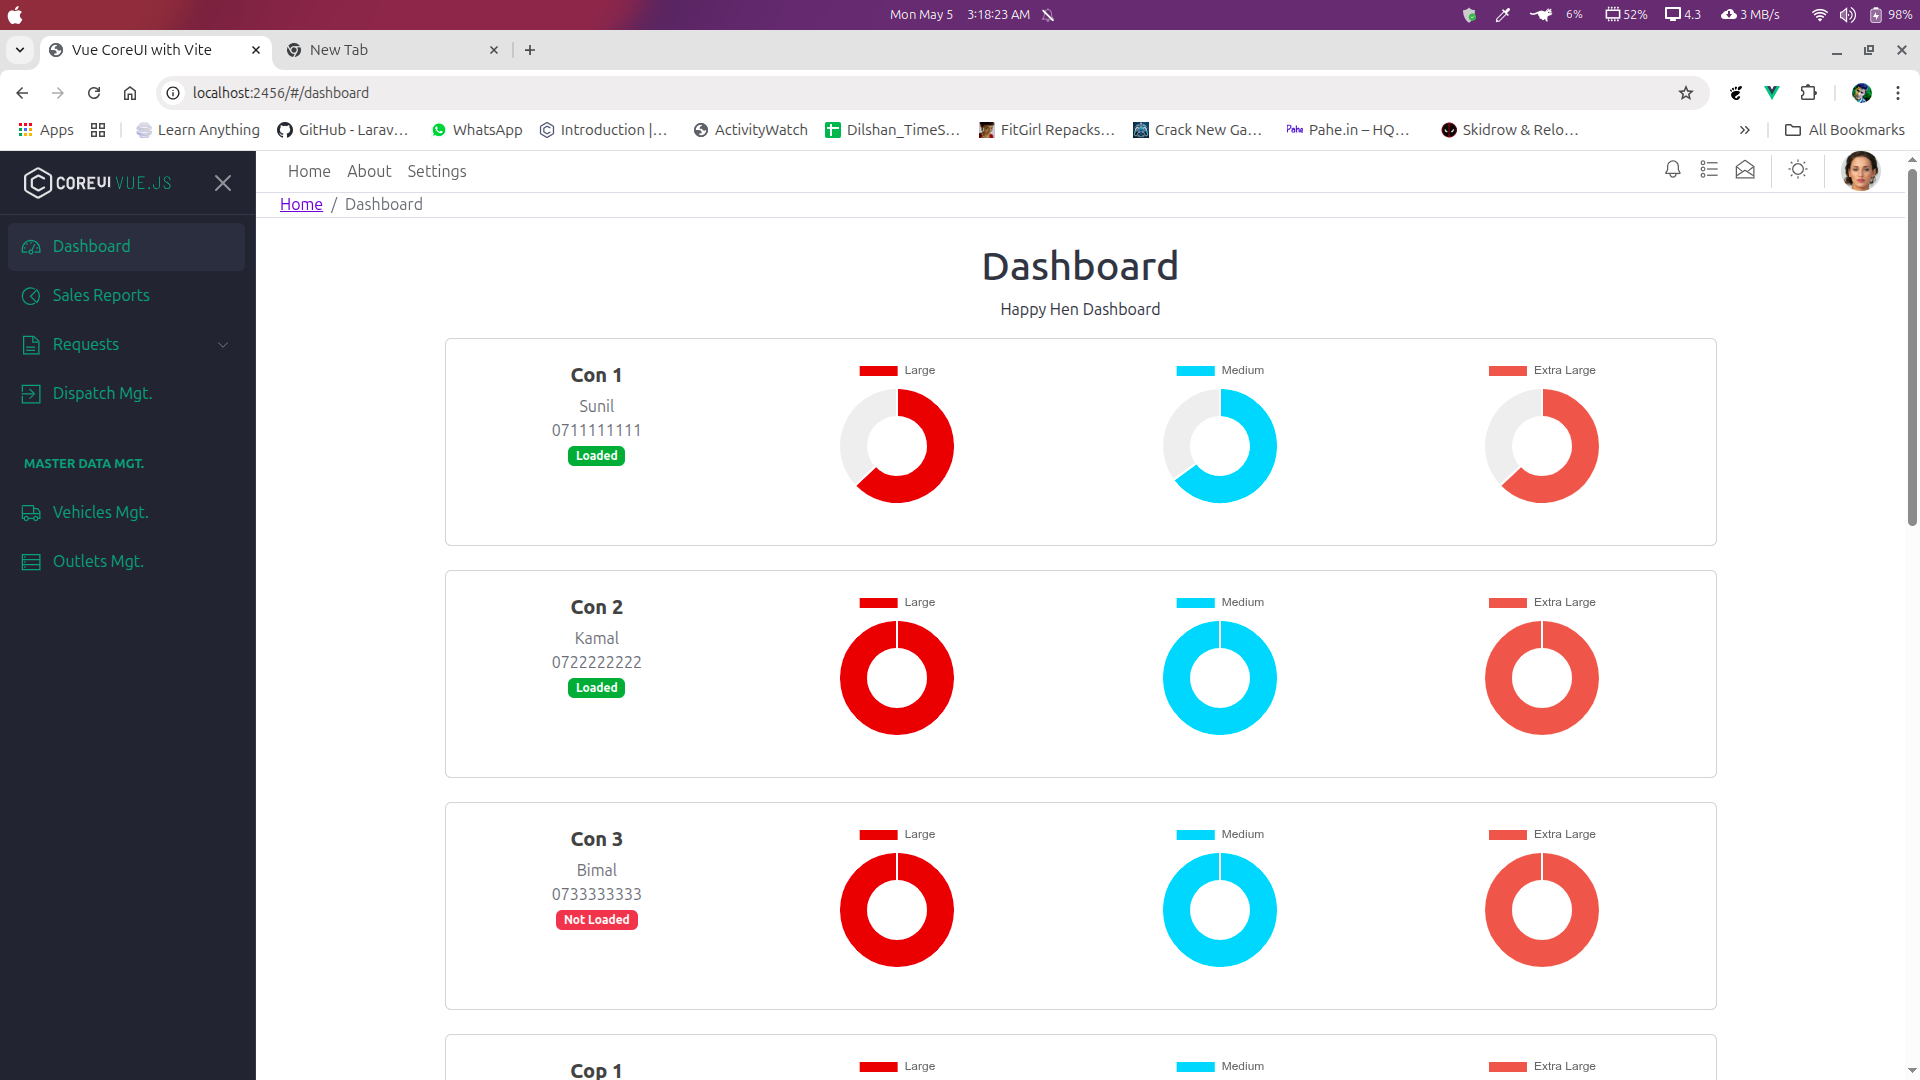 Mon May 5 3:18:23 AM 6% 52% 4.3 3 MB/s 98%
Vue CoreUI with Vite New Tab
localhost:2456/#/dashboard
Apps Learn Anything GitHub - Larav... WhatsApp Introduction |... ActivityWatch Dilshan_TimeS... FitGirl Repacks... Crack New Ga... Pahe Pahe.in – HQ... Skidrow & Relo... » All Bookmarks
COREUI VUE.JS
Home About Settings
Home / Dashboard
Dashboard
Sales Reports
Requests
Dispatch Mgt.
MASTER DATA MGT.
Vehicles Mgt.
Outlets Mgt.
Dashboard
Happy Hen Dashboard
Con 1
Sunil
0711111111
Loaded
Large
Medium
Extra Large
Con 2
Kamal
0722222222
Loaded
Large
Medium
Extra Large
Con 3
Bimal
0733333333
Not Loaded
Large
Medium
Extra Large
Cop 1
Large
Medium
Extra Large